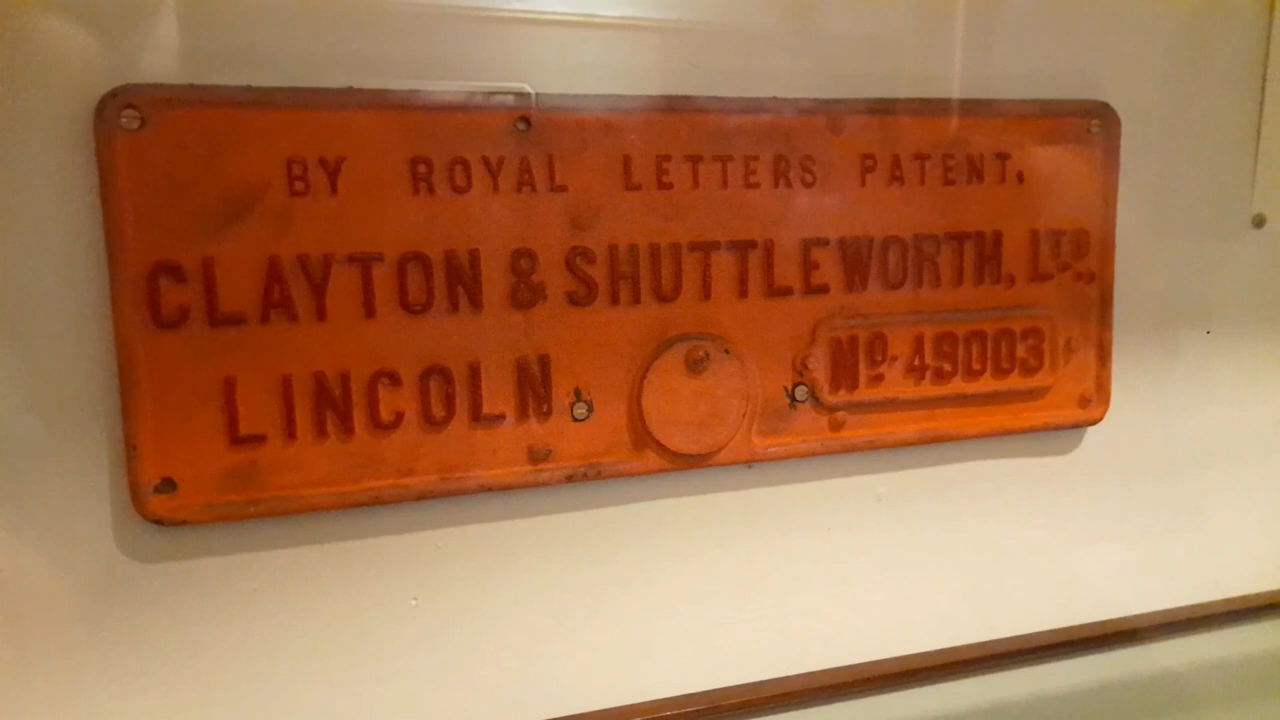 BY ROYAL LETTERS PATENT.
CLAYTON & SHUTTLEWORTH, LTD.
LINCOLN
No. 49003